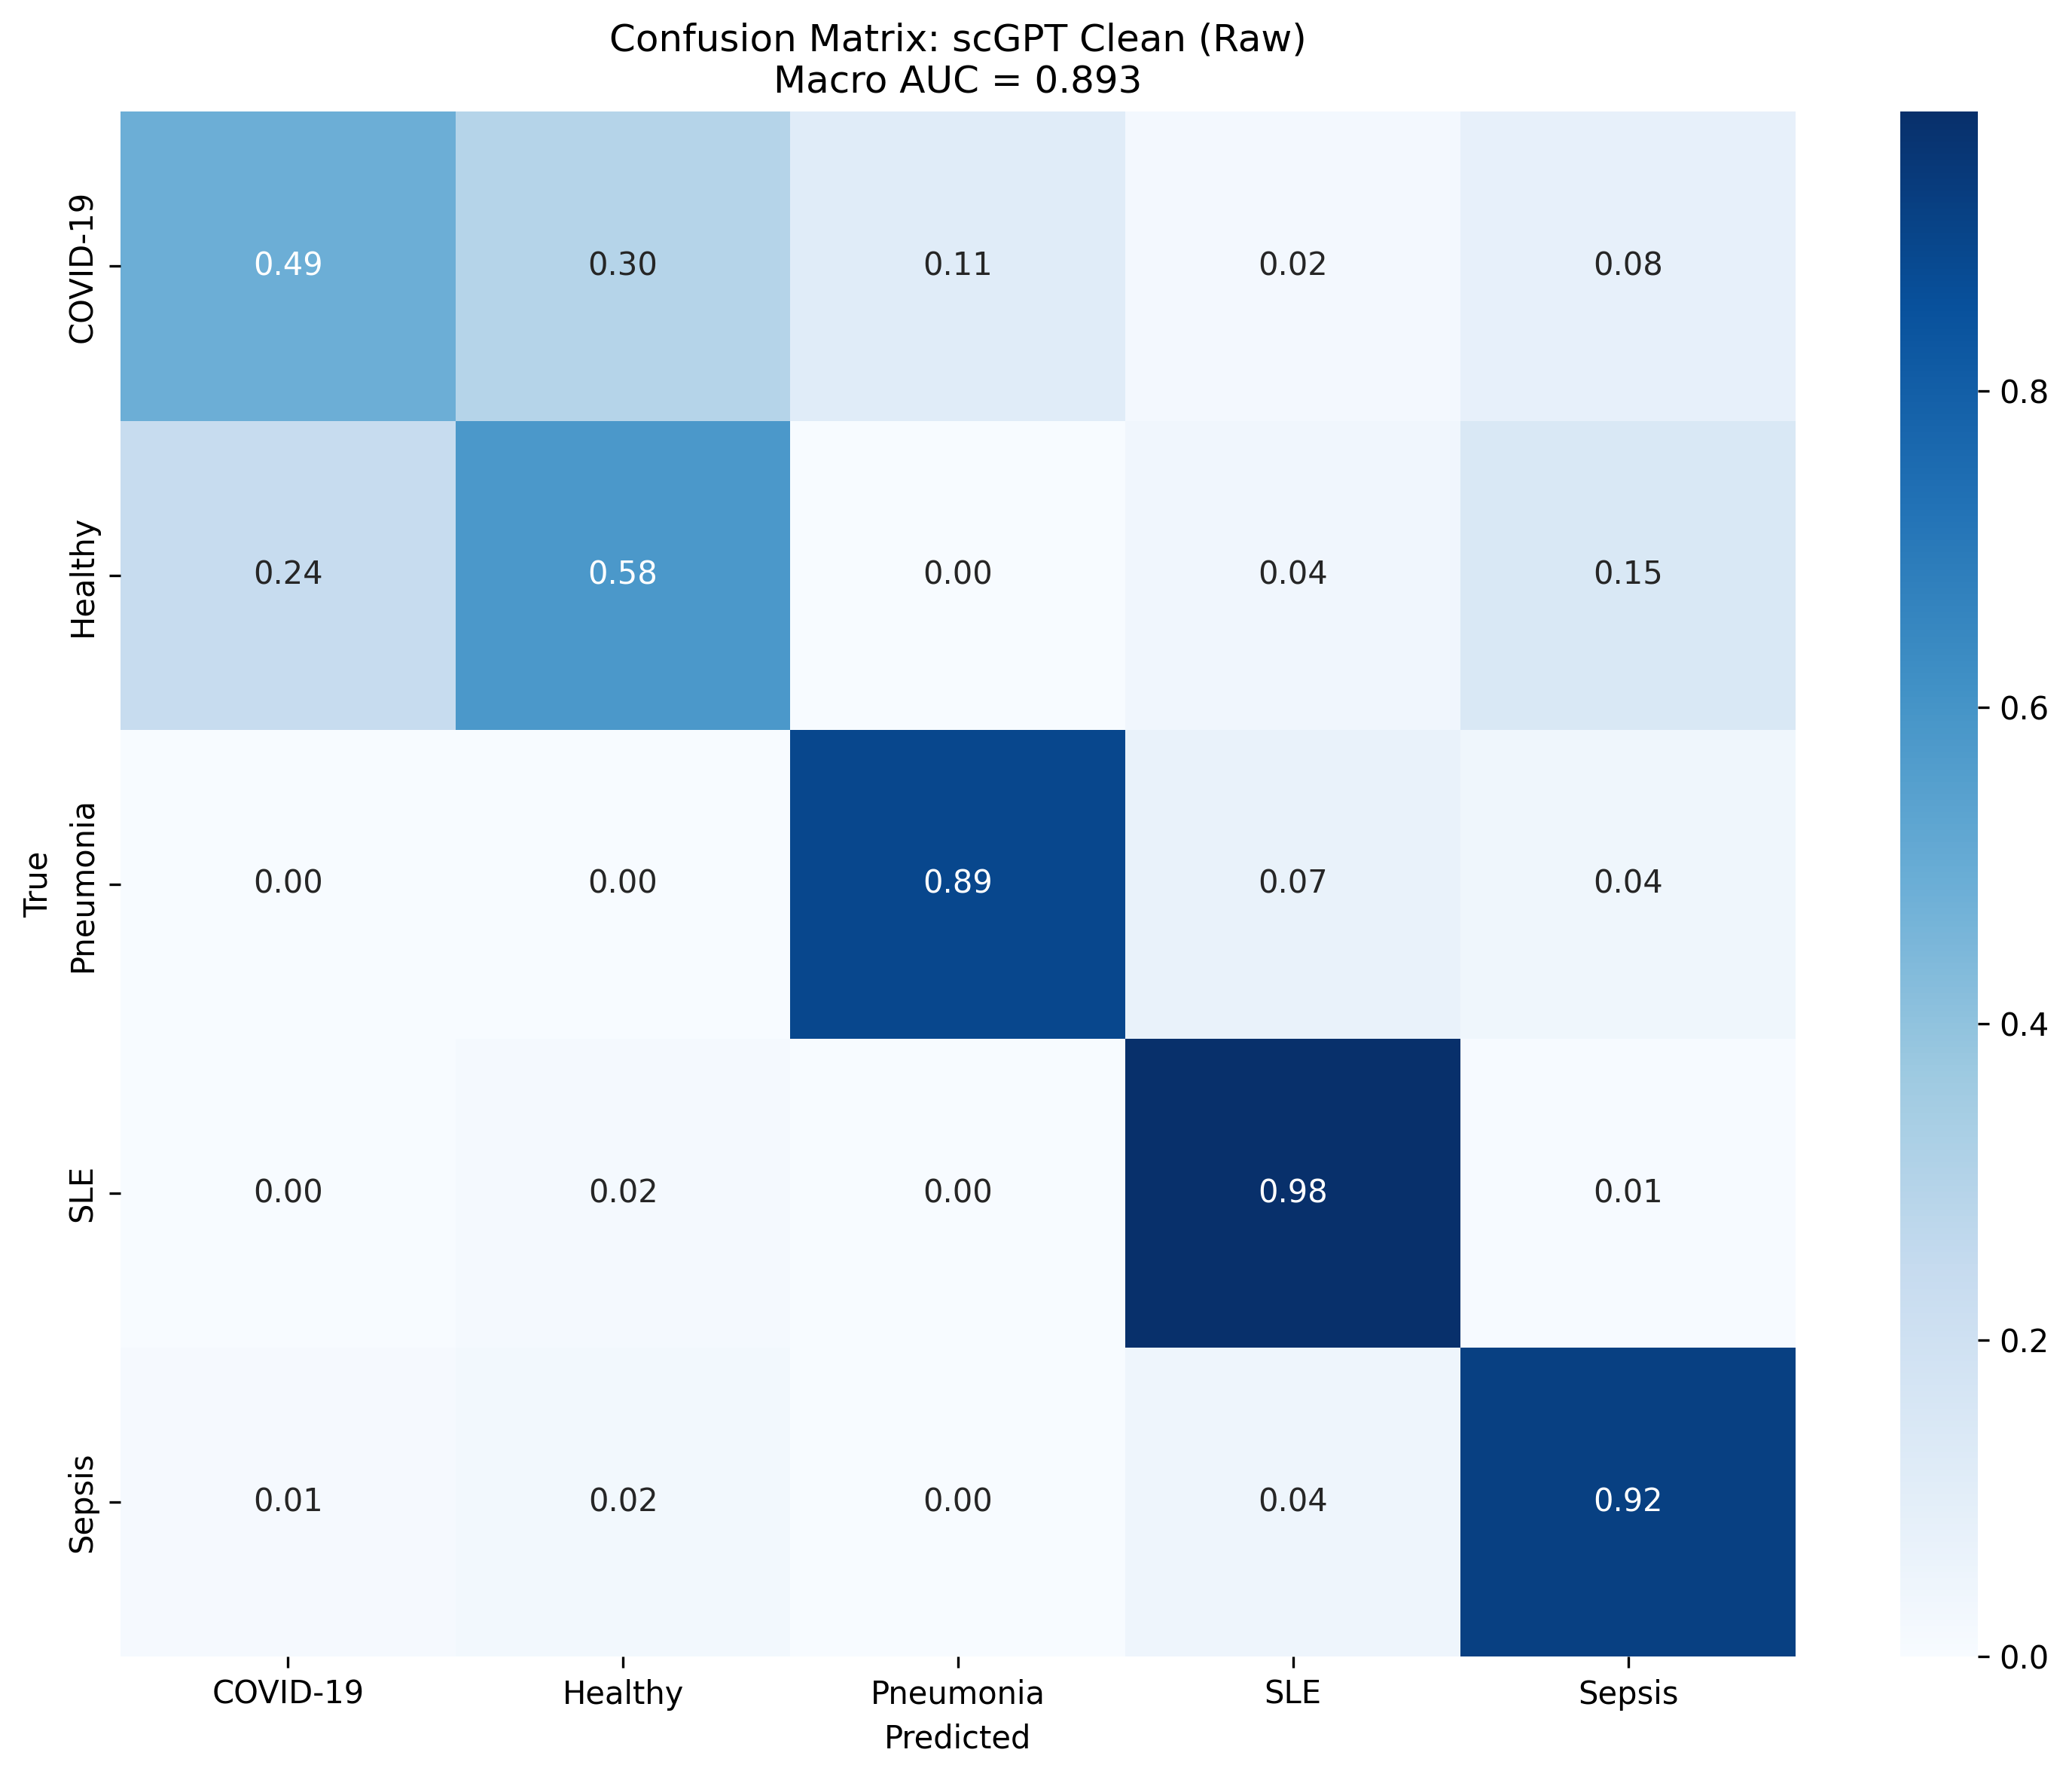 Confusion Matrix: scGPT Clean (Raw)
Macro AUC = 0.893
True
COVID-19
0.49 0.30 0.11 0.02 0.08
Healthy
0.24 0.58 0.00 0.04 0.15
Pneumonia
0.00 0.00 0.89 0.07 0.04
SLE
0.00 0.02 0.00 0.98 0.01
Sepsis
0.01 0.02 0.00 0.04 0.92
COVID-19 Healthy Pneumonia SLE Sepsis
Predicted
0.8
0.6
0.4
0.2
0.0